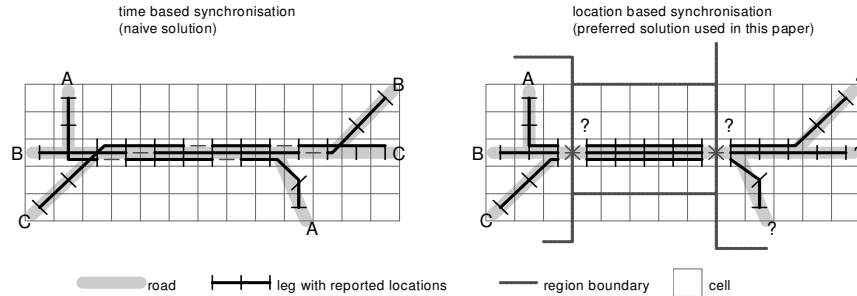 time based synchronisation
(naive solution)
location based synchronisation
(preferred solution used in this paper)
A
B
A
?
?
B
C
B
C
C
A
?
road
leg with reported locations
region boundary
cell